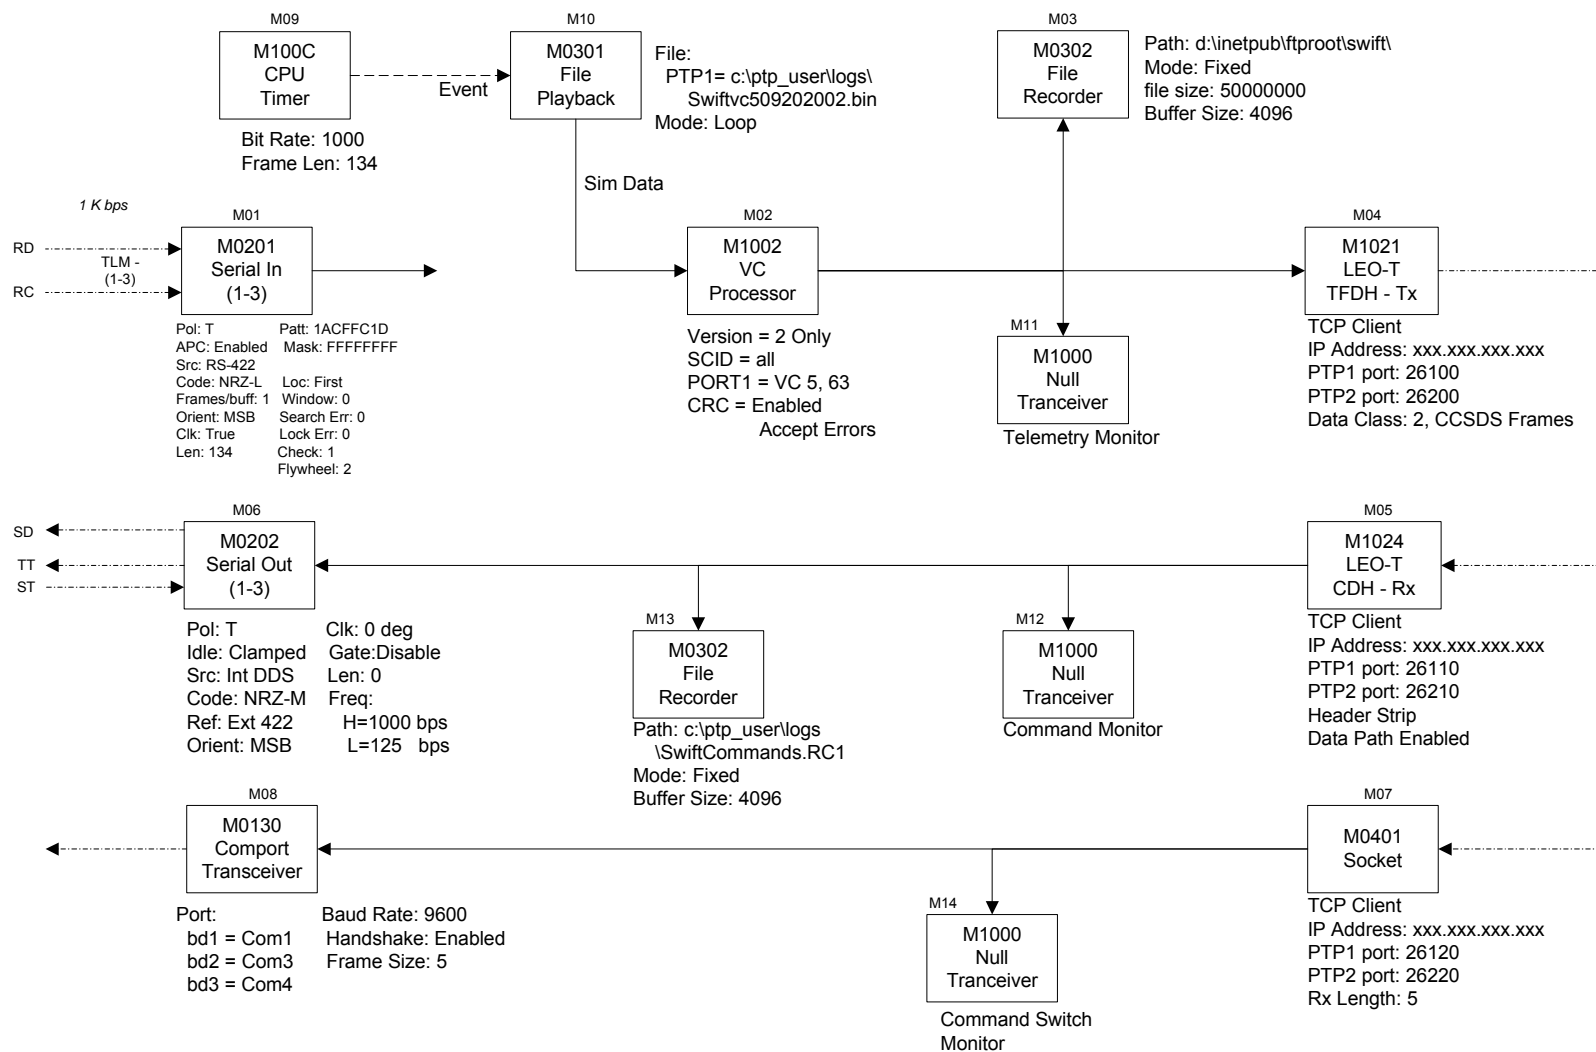 M09
M100C
CPU
Timer
Bit Rate: 1000
Frame Len: 134
Event
M10
M0301
File
Playback
File:
PTP1= c:\ptp_user\logs\
Swiftvc509202002.bin
Mode: Loop
Sim Data
M03
M0302
File
Recorder
Path: d:\inetpub\ftproot\swift\
Mode: Fixed
file size: 50000000
Buffer Size: 4096
1 K bps
RD
RC
TLM -
(1-3)
M01
M0201
Serial In
(1-3)
Pol: T Patt: 1ACFFC1D
APC: Enabled Mask: FFFFFFFF
Src: RS-422
Code: NRZ-L Loc: First
Frames/buff: 1 Window: 0
Orient: MSB Search Err: 0
Clk: True Lock Err: 0
Len: 134 Check: 1
Flywheel: 2
M02
M1002
VC
Processor
Version = 2 Only
SCID = all
PORT1 = VC 5, 63
CRC = Enabled
Accept Errors
M11
M1000
Null
Tranceiver
Telemetry Monitor
M04
M1021
LEO-T
TFDH - Tx
TCP Client
IP Address: xxx.xxx.xxx.xxx
PTP1 port: 26100
PTP2 port: 26200
Data Class: 2, CCSDS Frames
SD
TT
ST
M06
M0202
Serial Out
(1-3)
Pol: T Clk: 0 deg
Idle: Clamped Gate:Disable
Src: Int DDS Len: 0
Code: NRZ-M Freq:
Ref: Ext 422 H=1000 bps
Orient: MSB L=125 bps
M13
M0302
File
Recorder
Path: c:\ptp_user\logs
\SwiftCommands.RC1
Mode: Fixed
Buffer Size: 4096
M12
M1000
Null
Tranceiver
Command Monitor
M05
M1024
LEO-T
CDH - Rx
TCP Client
IP Address: xxx.xxx.xxx.xxx
PTP1 port: 26110
PTP2 port: 26210
Header Strip
Data Path Enabled
M08
M0130
Comport
Transceiver
Port: Baud Rate: 9600
bd1 = Com1 Handshake: Enabled
bd2 = Com3 Frame Size: 5
bd3 = Com4
M14
M1000
Null
Tranceiver
Command Switch
Monitor
M07
M0401
Socket
TCP Client
IP Address: xxx.xxx.xxx.xxx
PTP1 port: 26120
PTP2 port: 26220
Rx Length: 5